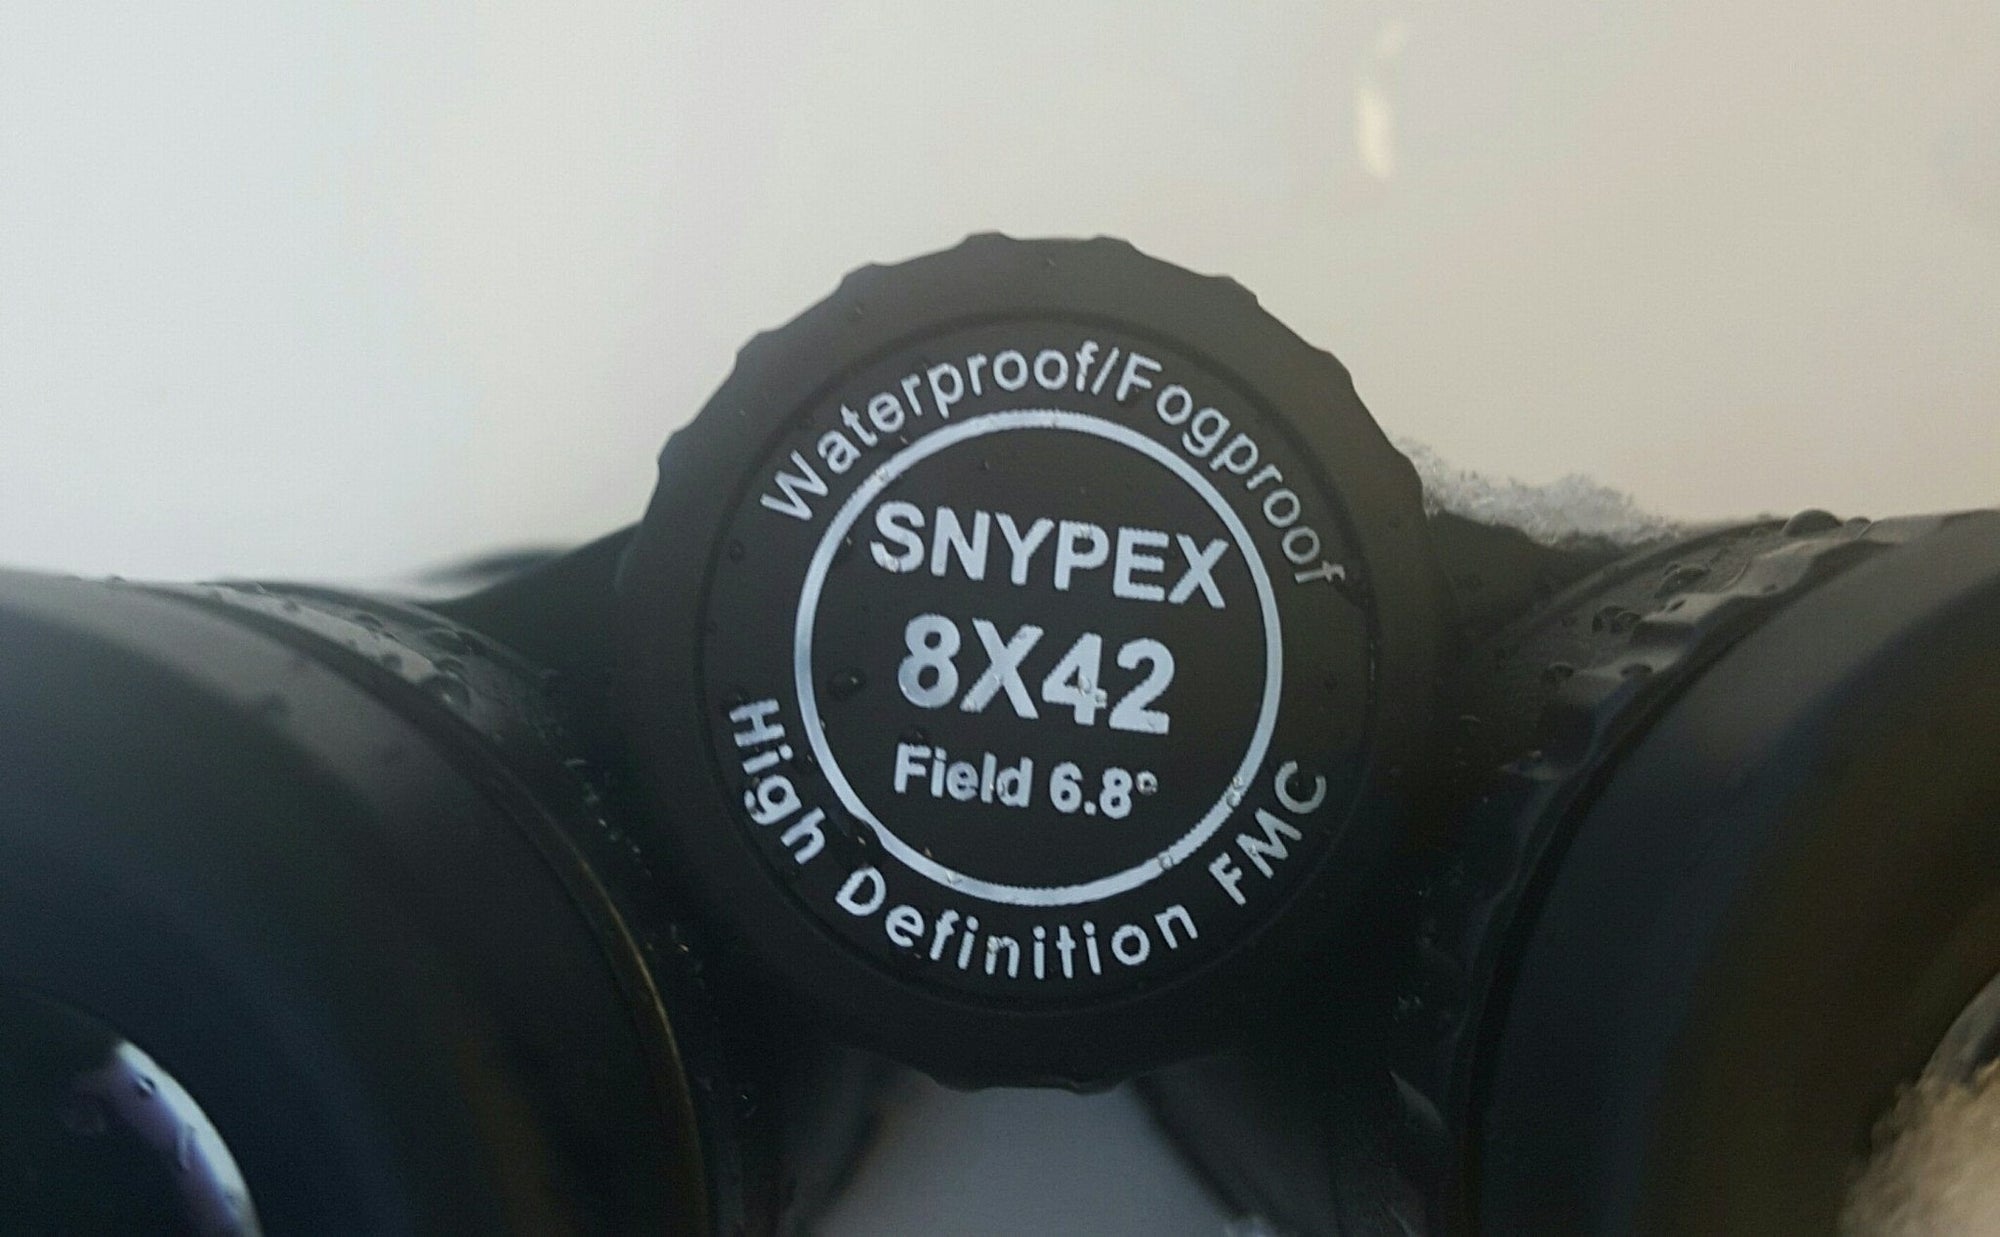 Waterproof/Fogproof
SNYPEX
8X42
Field 6.8°
High Definition FMC